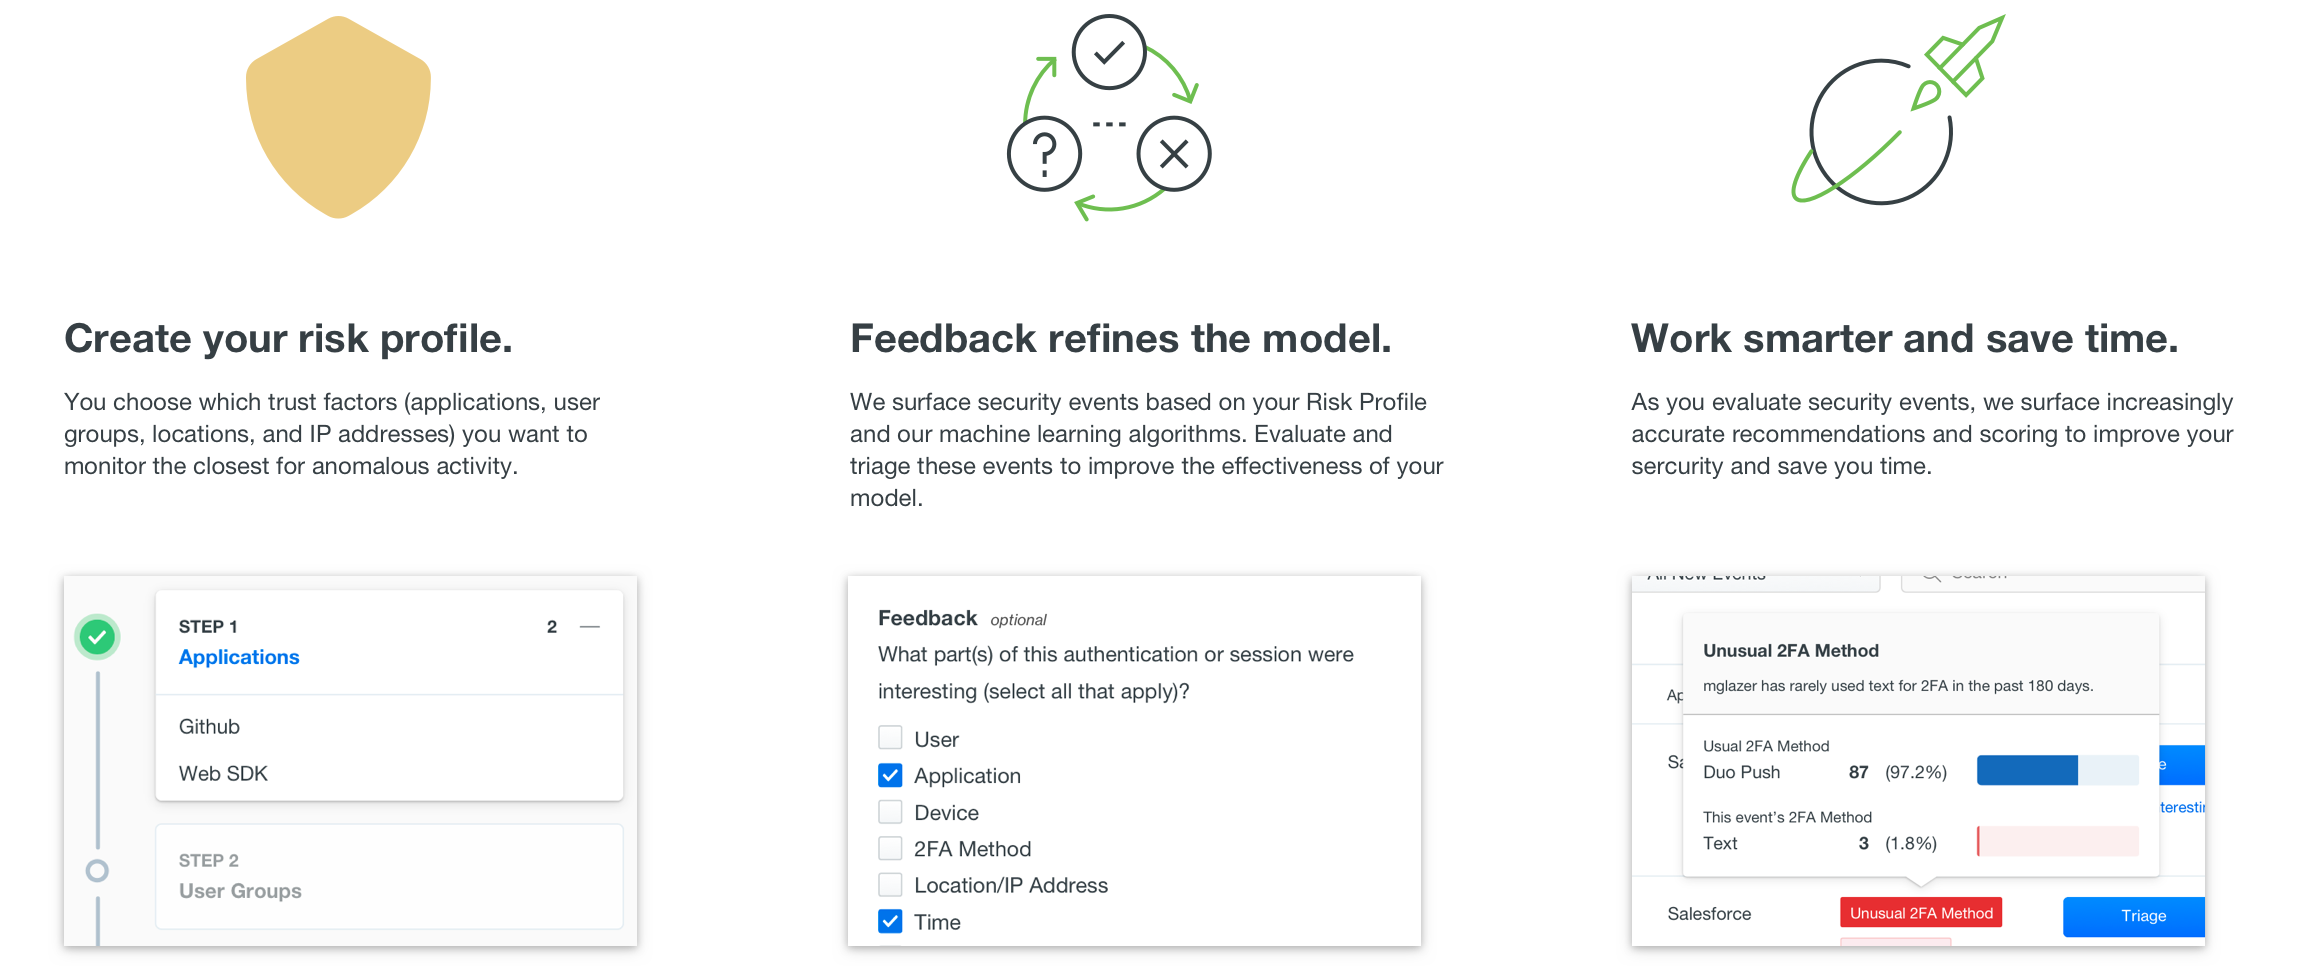 Create your risk profile.
You choose which trust factors (applications, user
groups, locations, and IP addresses) you want to
monitor the closest for anomalous activity.
STEP 1
2
Applications
Github
Web SDK
STEP 2
User Groups
Feedback refines the model.
We surface security events based on your Risk Profile
and our machine learning algorithms. Evaluate and
triage these events to improve the effectiveness of your
model.
Feedback optional
What part(s) of this authentication or session were
interesting (select all that apply)?
User
Application
Device
2FA Method
Location/IP Address
Time
Work smarter and save time.
As you evaluate security events, we surface increasingly
accurate recommendations and scoring to improve your
sercurity and save you time.
All New Events
Search
Unusual 2FA Method
mglazer has rarely used text for 2FA in the past 180 days.
Ap
Usual 2FA Method
Sa
Duo Push 87 (97.2%)
e
teresti
This event's 2FA Method
Text 3 (1.8%)
Salesforce
Unusual 2FA Method
Triage